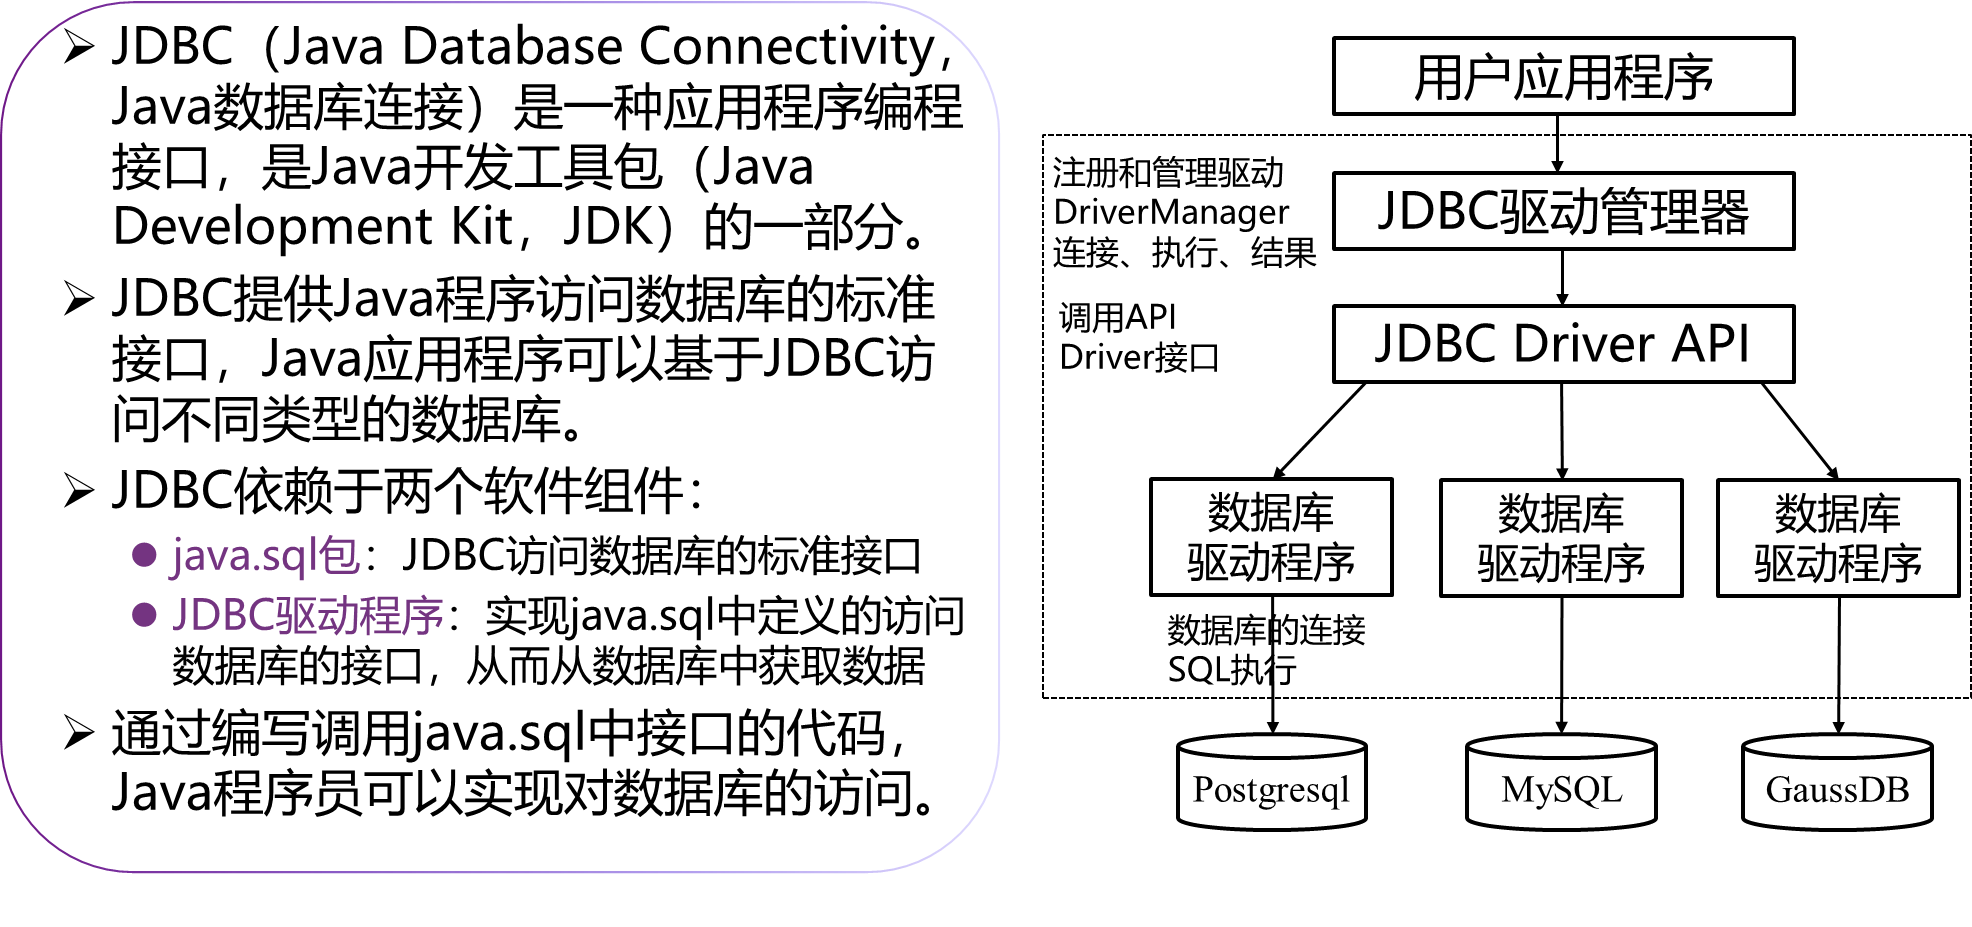 JDBC（Java Database Connectivity，
Java数据库连接）是一种应用程序编程
接口，是Java开发工具包（Java
Development Kit，JDK）的一部分。
JDBC提供Java程序访问数据库的标准
接口，Java应用程序可以基于JDBC访
问不同类型的数据库。
JDBC依赖于两个软件组件：
java.sql包：JDBC访问数据库的标准接口
JDBC驱动程序：实现java.sql中定义的访问
数据库的接口，从而从数据库中获取数据
通过编写调用java.sql中接口的代码，
Java程序员可以实现对数据库的访问。
用户应用程序
注册和管理驱动
DriverManager
连接、执行、结果
JDBC驱动管理器
调用API
Driver接口
JDBC Driver API
数据库
驱动程序
数据库
驱动程序
数据库
驱动程序
数据库的连接
SQL执行
Postgresql
MySQL
GaussDB